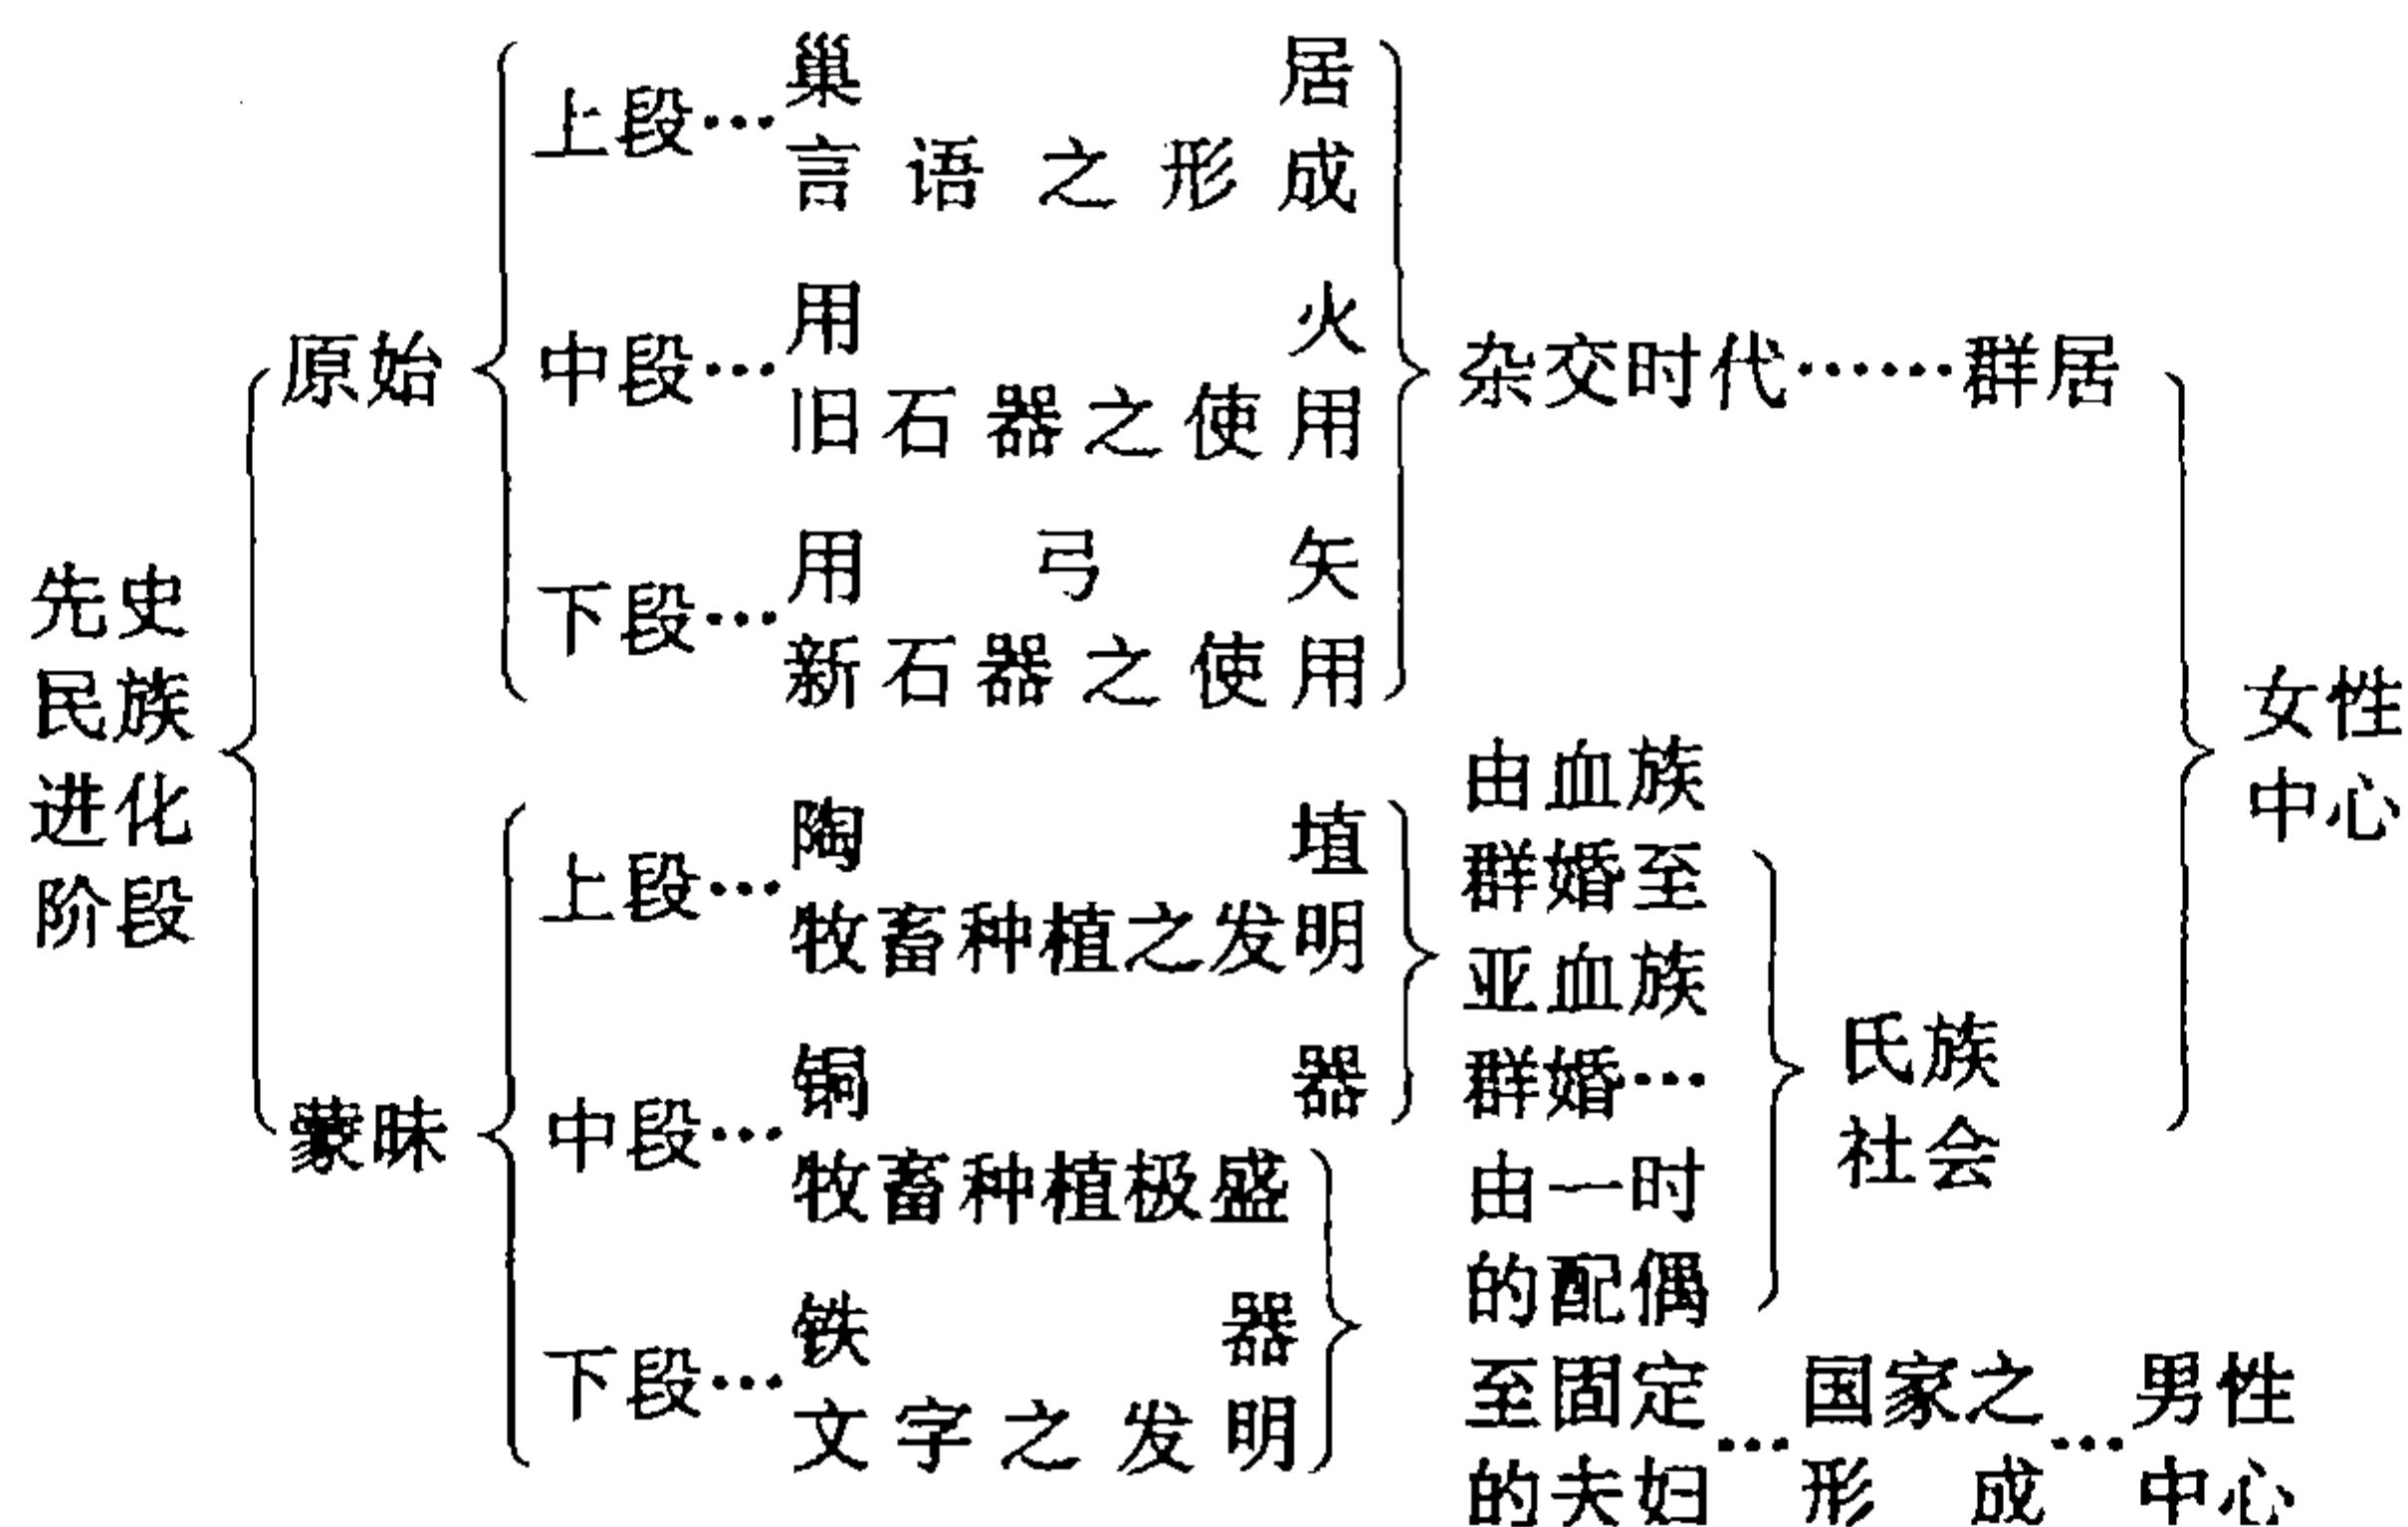 先史
民族
进化
阶段
原始
上段…
巢居
言语之形成
中段…
用火
旧石器之使用
下段…
用弓矢
新石器之使用
杂交时代……群居
蒙昧
上段…
陶埴
牧畜种植之发明
中段…
铜器
牧畜种植极盛
下段…
铁器
文字之发明
由血族
群婚至
亚血族
群婚…
由一时
的配偶
至固定
的夫妇…
氏族
社会
国家之
形成…
女性
中心
男性
中心